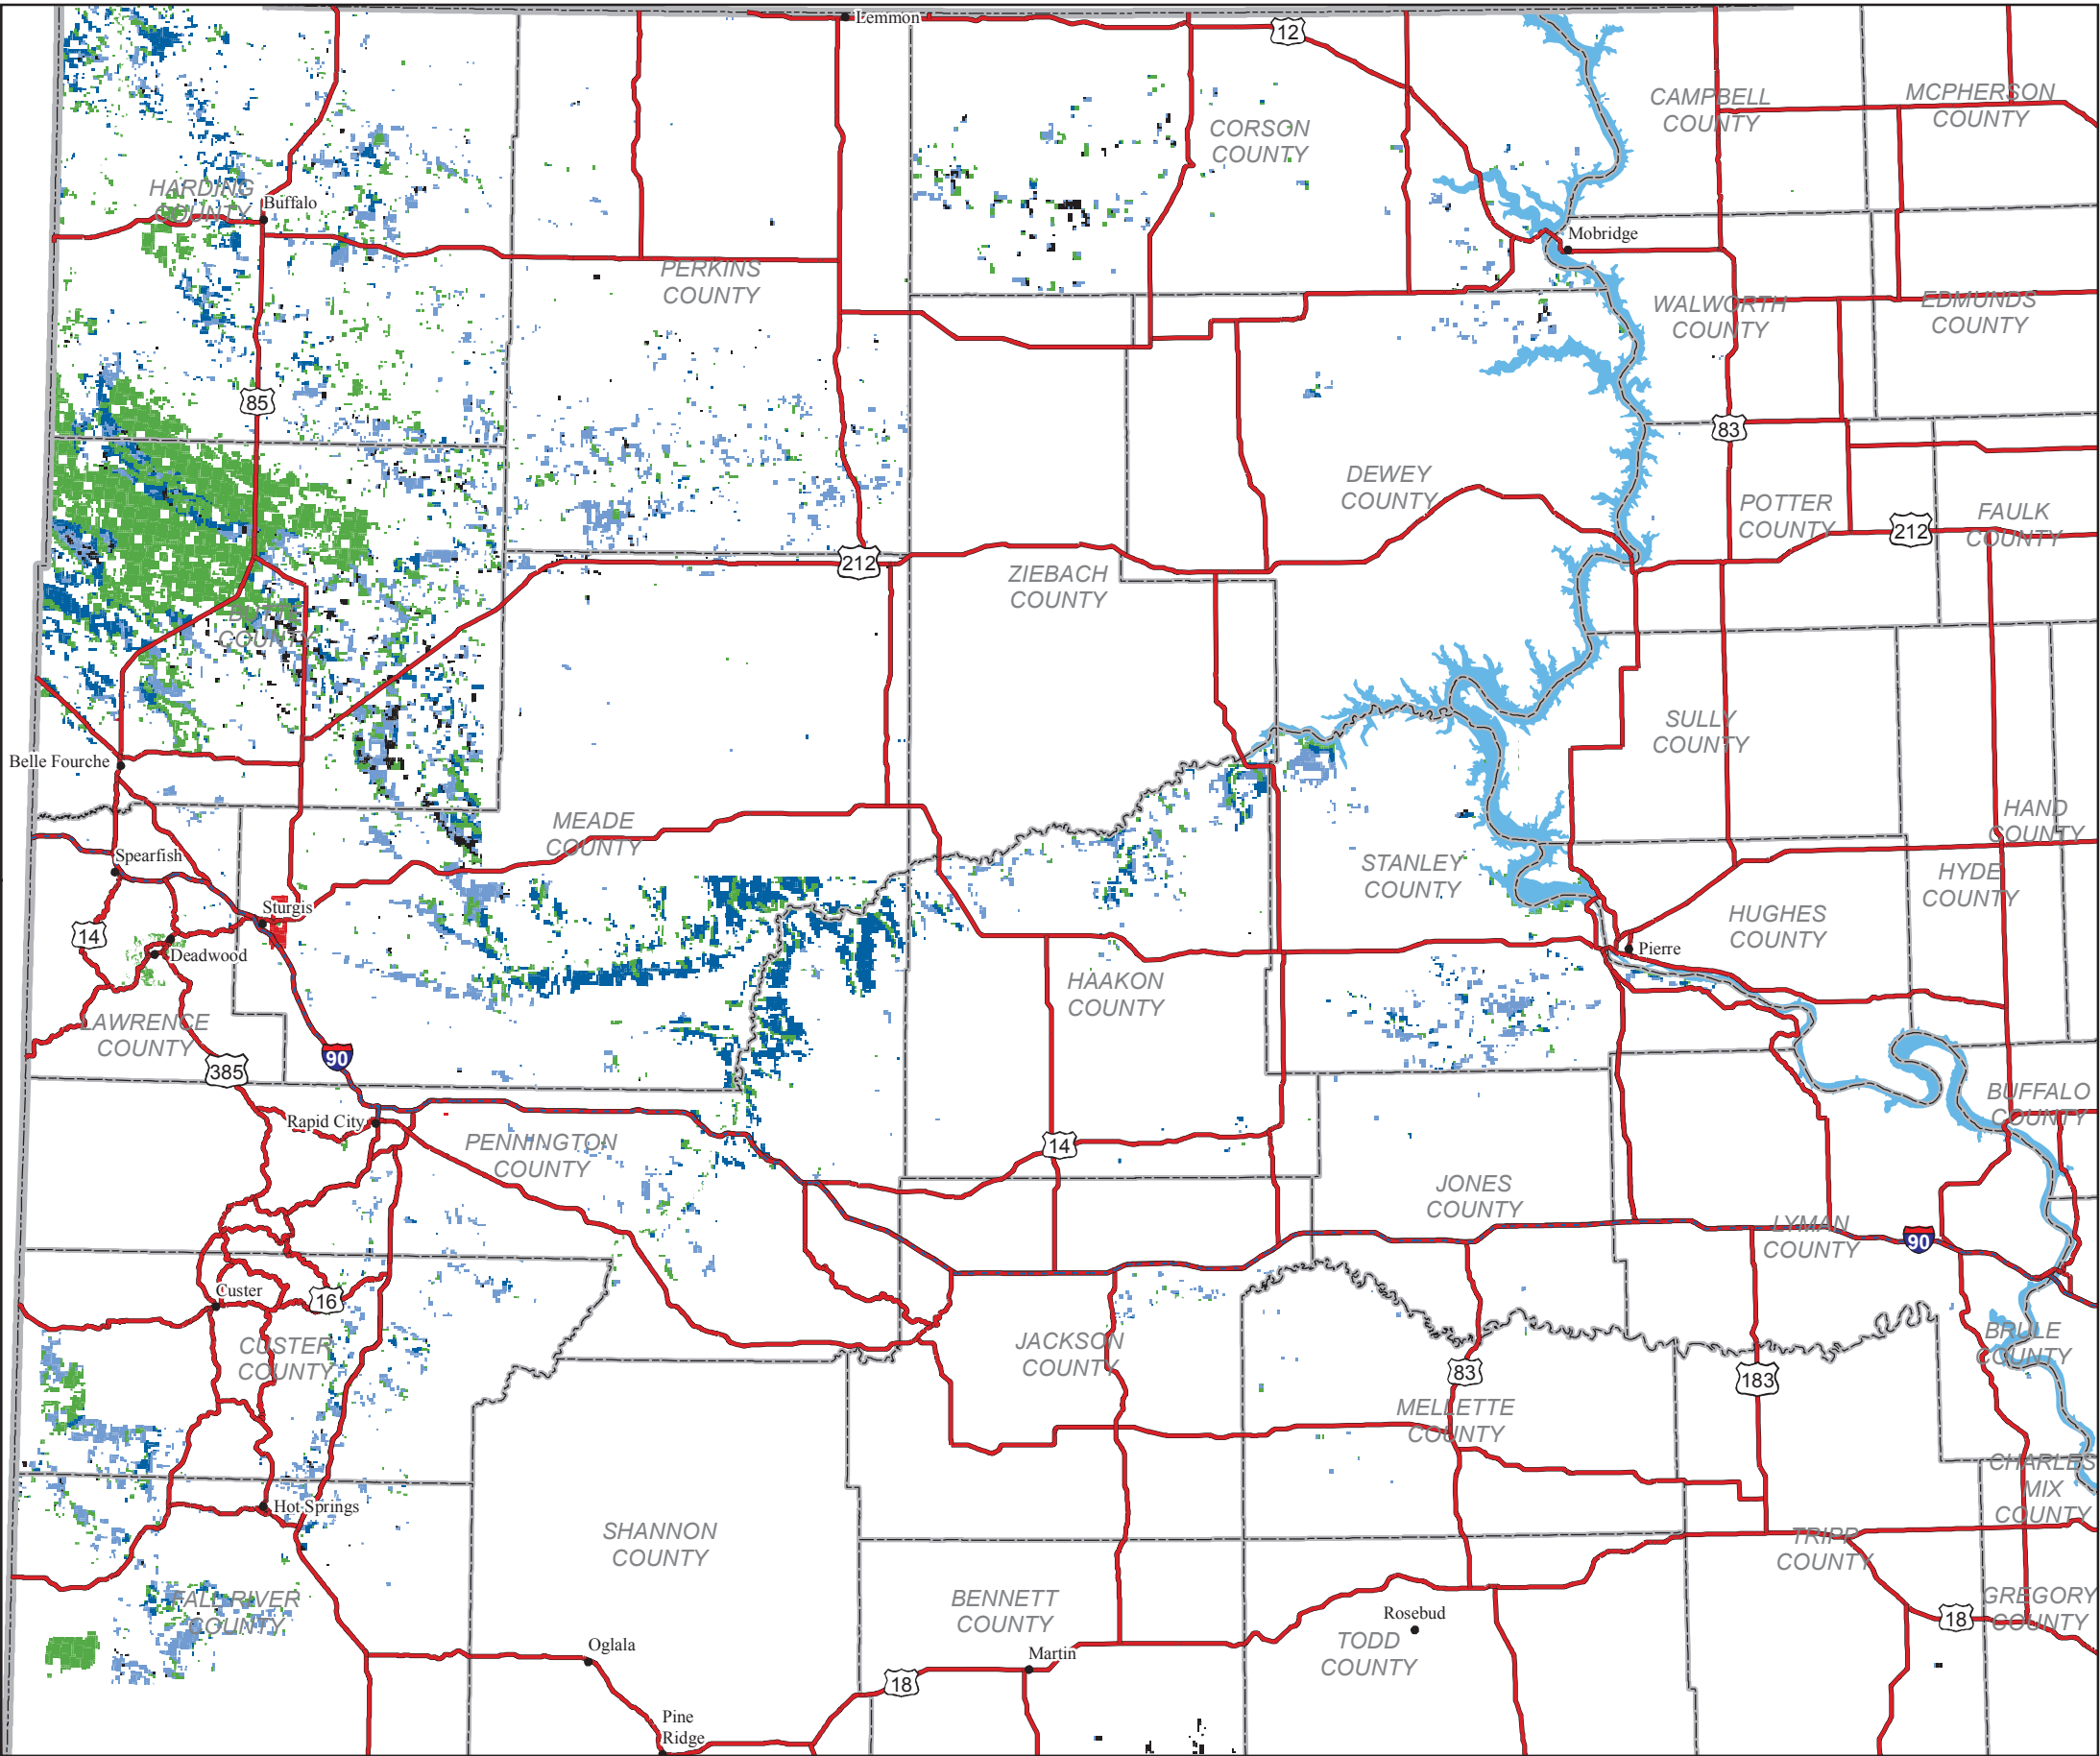 Lemmon
12
CAMPBELL
COUNTY
MCPHERSON
COUNTY
CORSON
COUNTY
HARDING
COUNTY
Buffalo
Mobridge
PERKINS
COUNTY
WALWORTH
COUNTY
EDMUNDS
COUNTY
85
83
DEWEY
COUNTY
POTTER
COUNTY
212
FAULK
COUNTY
212
ZIEBACH
COUNTY
BUTTE
COUNTY
SULLY
COUNTY
Belle Fourche
MEADE
COUNTY
HAND
COUNTY
Spearfish
STANLEY
COUNTY
HYDE
COUNTY
Sturgis
HUGHES
COUNTY
14
Deadwood
Pierre
HAAKON
COUNTY
LAWRENCE
COUNTY
90
385
BUFFALO
COUNTY
Rapid City
PENNINGTON
COUNTY
14
JONES
COUNTY
LYMAN
COUNTY
90
Custer
16
CUSTER
COUNTY
JACKSON
COUNTY
BRULE
COUNTY
83
183
MELLETTE
COUNTY
CHARLES
MIX
COUNTY
Hot Springs
SHANNON
COUNTY
TRIPP
COUNTY
FALL RIVER
COUNTY
BENNETT
COUNTY
GREGORY
COUNTY
18
Rosebud
TODD
COUNTY
Oglala
Martin
18
Pine
Ridge